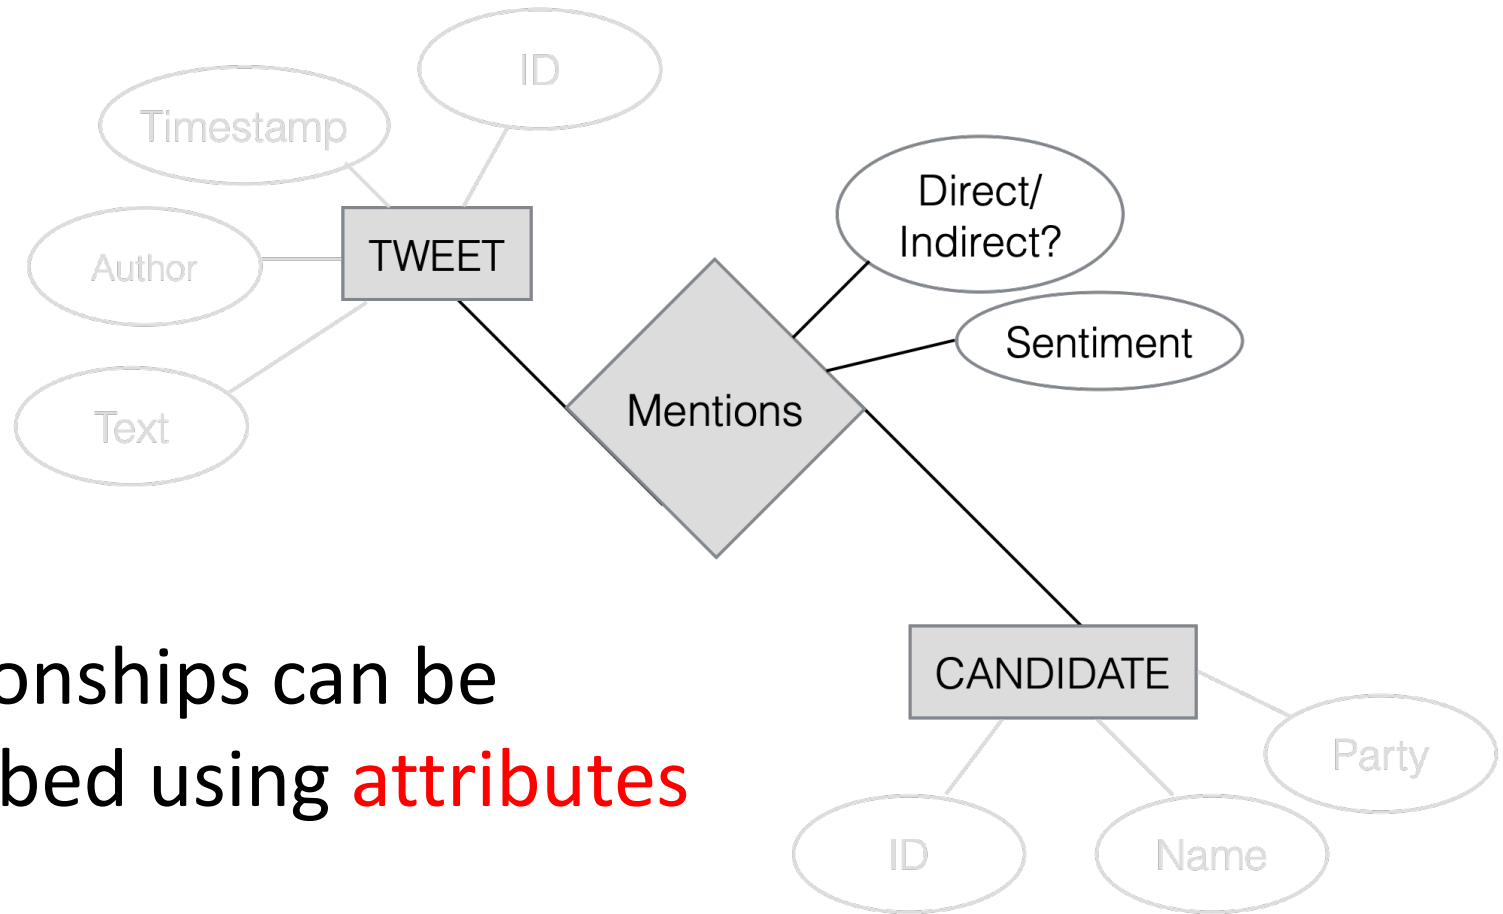 ID
Timestamp
Direct/
Indirect?
TWEET
Author
Sentiment
Mentions
Text
onships can be
bed using attributes
CANDIDATE
Party
ID
Name